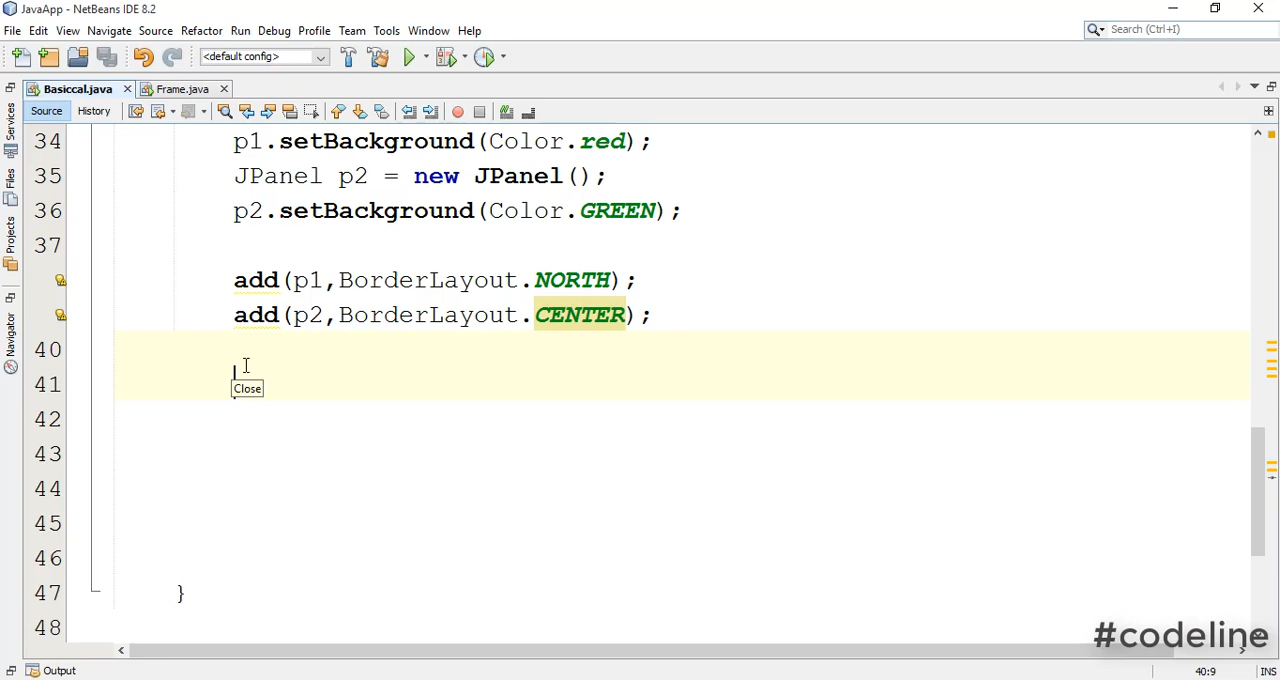 JavaApp - NetBeans IDE 8.2
File Edit View Navigate Source Refactor Run Debug Profile Team Tools Window Help
Search (Ctrl+I)
<default config>
Basiccal.java Frame.java
Source History
Services
Files
Projects
Navigator
34 p1.setBackground(Color.red);
35 JPanel p2 = new JPanel();
36 p2.setBackground(Color.GREEN);
37
add(p1,BorderLayout.NORTH);
add(p2,BorderLayout.CENTER);
40
Close
41
42
43
44
45
46
47 }
48
#codeline
Output
40:9 INS